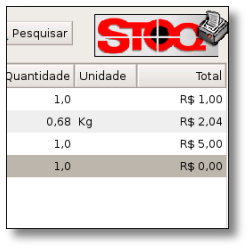 Pesquisar
STOQ
Quantidade Unidade Total
1,0 R$ 1,00
0,68 Kg R$ 2,04
1,0 R$ 5,00
1,0 R$ 0,00